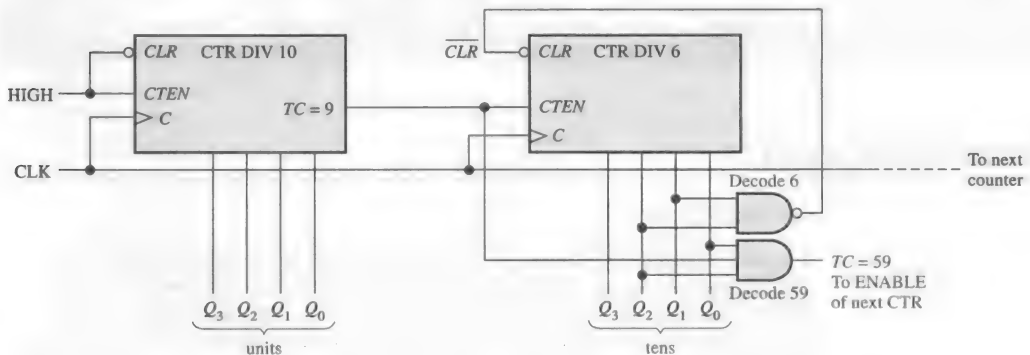 CLR
CTR DIV 10
CLR
CLR
CTR DIV 6
HIGH
CTEN
TC = 9
CTEN
C
C
CLK
To next
counter
Decode 6
TC = 59
To ENABLE
of next CTR
Decode 59
Q3 Q2 Q1 Q0
Q3 Q2 Q1 Q0
units
tens